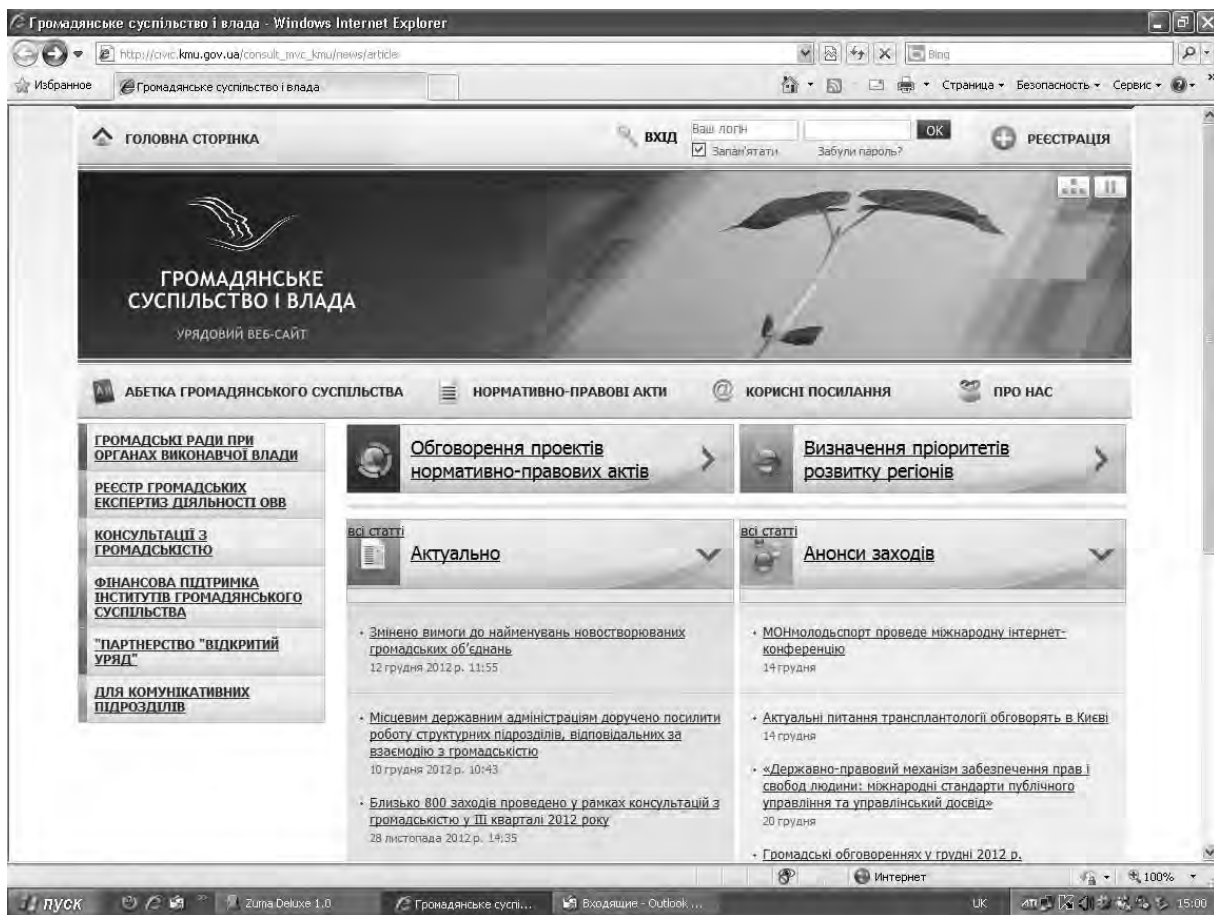 Громадянське суспільство і влада - Windows Internet Explorer
http://civic.kmu.gov.ua/consult_mvc_kmu/news/article
Bing
Избранное
Громадянське суспільство і влада
Страница
Безопасность
Сервис
ГОЛОВНА СТОРІНКА
ВХІД
Ваш логін
OK
Запам'ятати
Забули пароль?
РЕЄСТРАЦІЯ
ГРОМАДЯНСЬКЕ
СУСПІЛЬСТВО І ВЛАДА
УРЯДОВИЙ ВЕБ-САЙТ
АБЕТКА ГРОМАДЯНСЬКОГО СУСПІЛЬСТВА
НОРМАТИВНО-ПРАВОВІ АКТИ
КОРИСНІ ПОСИЛАННЯ
ПРО НАС
ГРОМАДСЬКІ РАДИ ПРИ
ОРГАНАХ ВИКОНАВЧОЇ ВЛАДИ
РЕЄСТР ГРОМАДСЬКИХ
ЕКСПЕРТИЗ ДІЯЛЬНОСТІ ОВВ
КОНСУЛЬТАЦІЇ З
ГРОМАДСЬКІСТЮ
ФІНАНСОВА ПІДТРИМКА
ІНСТИТУТІВ ГРОМАДЯНСЬКОГО
СУСПІЛЬСТВА
"ПАРТНЕРСТВО "ВІДКРИТИЙ
УРЯД"
ДЛЯ КОМУНІКАТИВНИХ
ПІДРОЗДІЛІВ
Обговорення проектів
нормативно-правових актів
всі статті
Актуально
· Змінено вимоги до найменувань новостворюваних
громадських об'єднань
12 грудня 2012 р. 11:55
· Місцевим державним адміністраціям доручено посилити
роботу структурних підрозділів, відповідальних за
взаємодію з громадськістю
10 грудня 2012 р. 10:43
· Близько 800 заходів проведено у рамках консультацій з
громадськістю у III кварталі 2012 року
28 листопада 2012 р. 14:35
Визначення пріоритетів
розвитку регіонів
всі статті
Анонси заходів
· МОНмолодьспорт проведе міжнародну інтернет-
конференцію
14 грудня
· Актуальні питання трансплантології обговорять в Києві
14 грудня
· «Державно-правовий механізм забезпечення прав і
свобод людини: міжнародні стандарти публічного
управління та управлінський досвід»
20 грудня
· Громадські обговореннях у грудні 2012 р.
Интернет
100%
пуск
Zuma Deluxe 1.0
Громадянське суспі...
Входящие - Outlook ...
UK
15:00